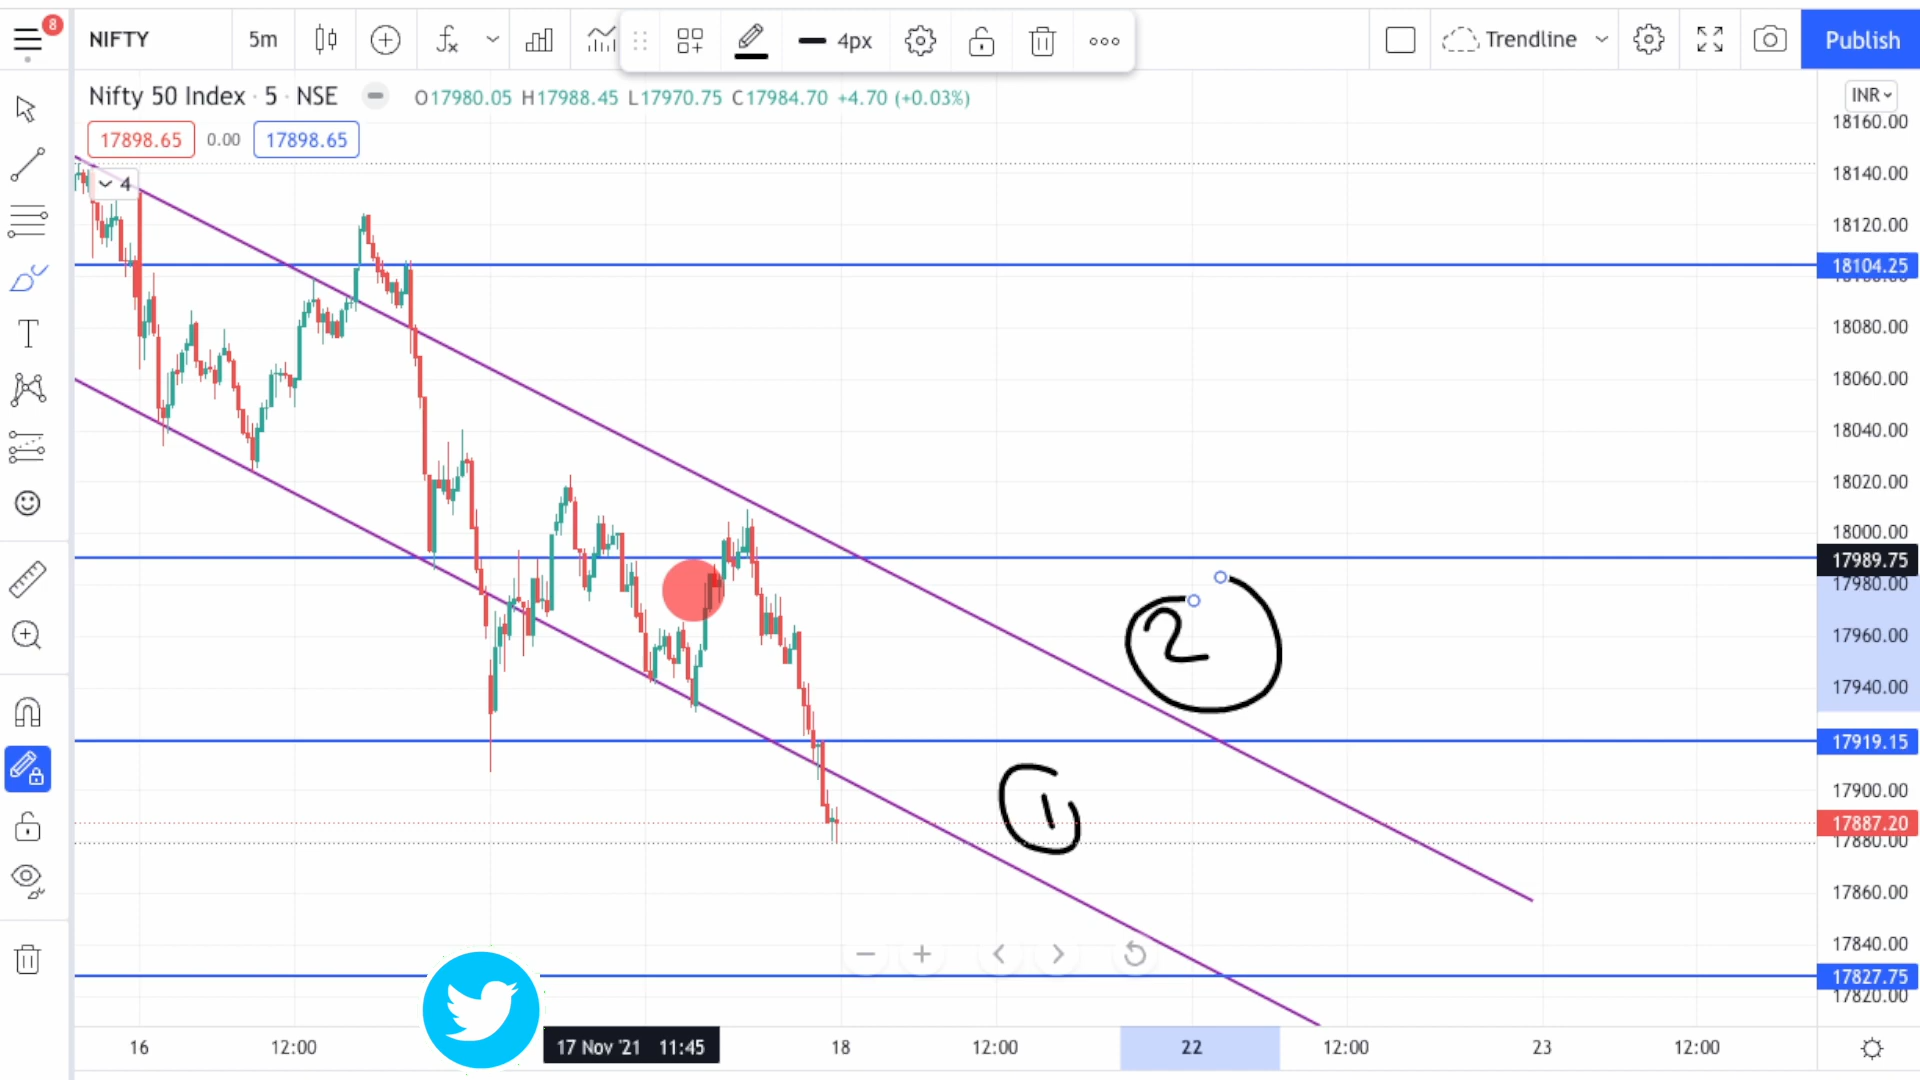 8
NIFTY
5m
fx
4px
Trendline
Publish
Nifty 50 Index · 5 · NSE
O17980.05 H17988.45 L17970.75 C17984.70 +4.70 (+0.03%)
INR
17898.65 0.00 17898.65
4
T
18160.00
18140.00
18120.00
18104.25
18080.00
18060.00
18040.00
18020.00
18000.00
17989.75
17980.00
17960.00
17940.00
17919.15
17900.00
17887.20
17880.00
17860.00
17840.00
17827.75
17820.00
2
1
16 12:00 17 Nov '21 11:45 18 12:00 22 12:00 23 12:00